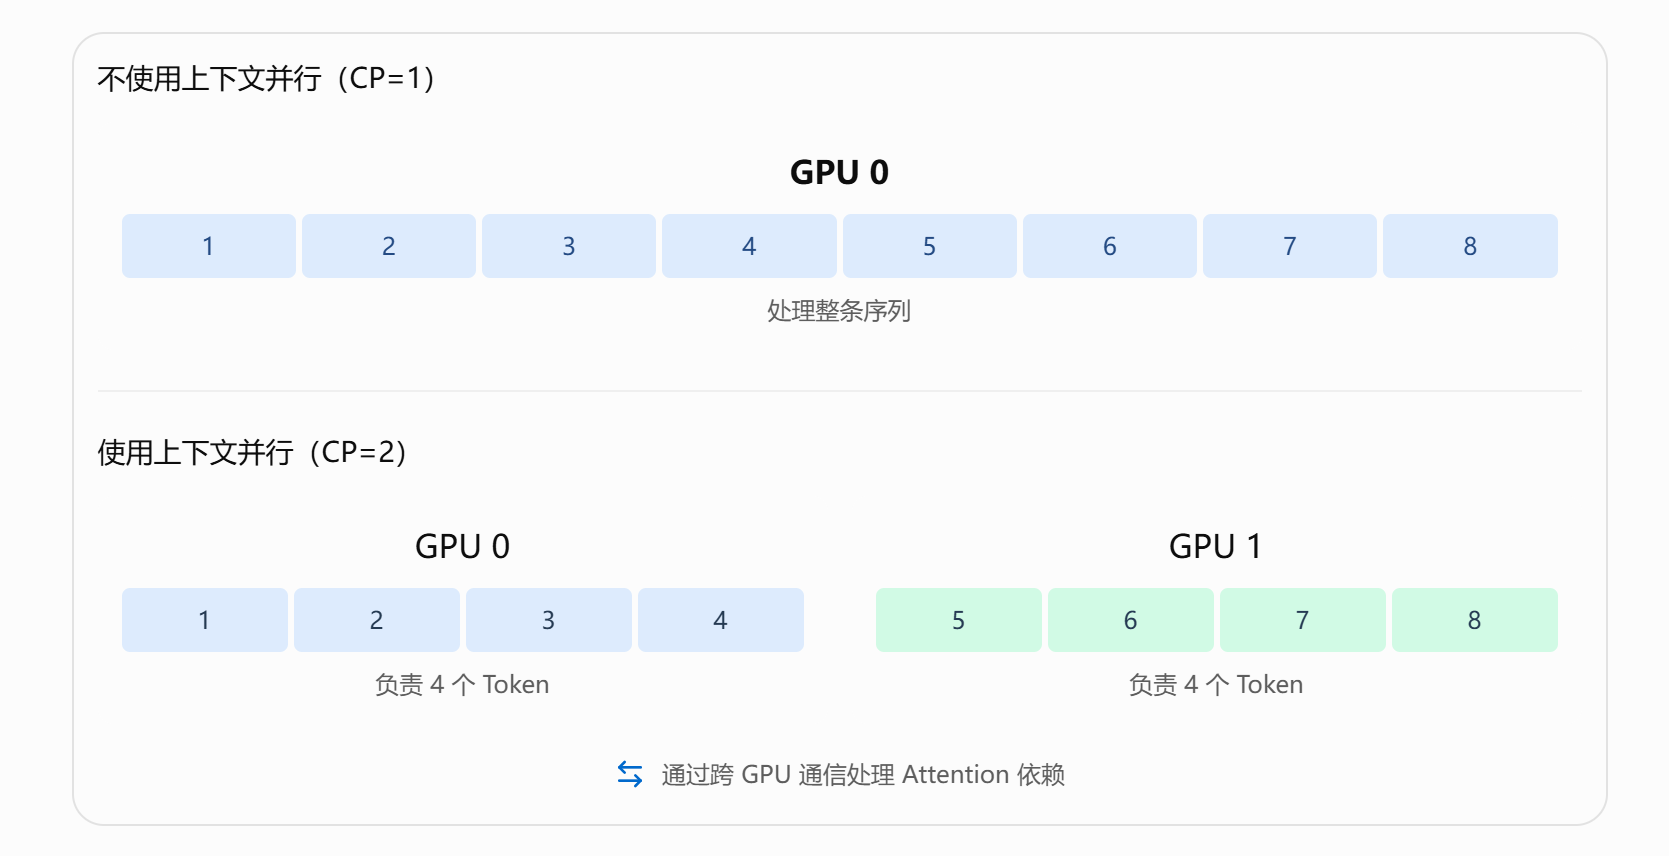 不使用上下文并行（CP=1）
GPU 0
1 2 3 4 5 6 7 8
处理整条序列
使用上下文并行（CP=2）
GPU 0 GPU 1
1 2 3 4 5 6 7 8
负责 4 个 Token 负责 4 个 Token
通过跨 GPU 通信处理 Attention 依赖